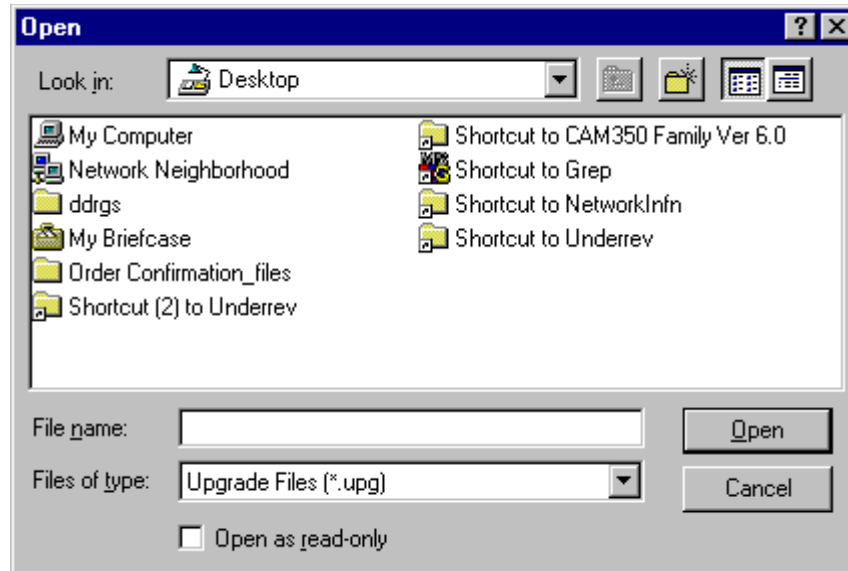 Open
Look in: Desktop
My Computer
Network Neighborhood
ddrgs
My Briefcase
Order Confirmation_files
Shortcut (2) to Underrev
Shortcut to CAM350 Family Ver 6.0
Shortcut to Grep
Shortcut to NetworkInfn
Shortcut to Underrev
File name: Open
Files of type: Upgrade Files (*.upg) Cancel
Open as read-only